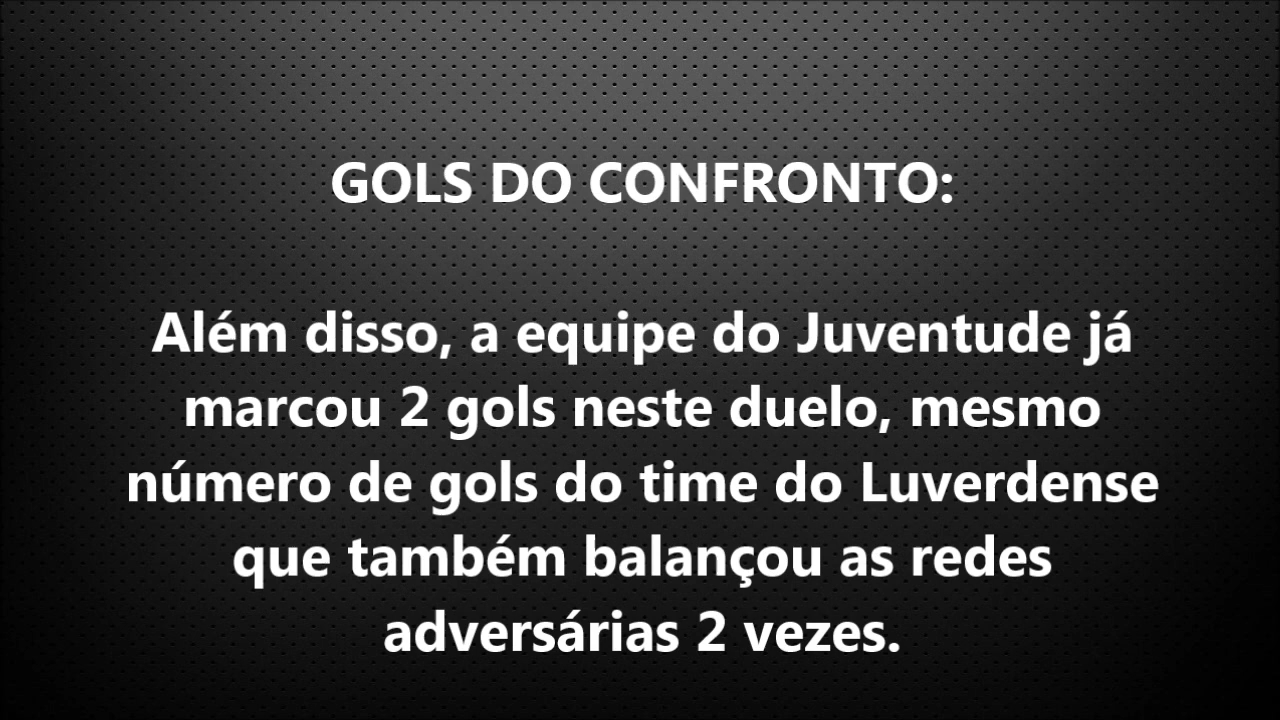 GOLS DO CONFRONTO:
Além disso, a equipe do Juventude já
marcou 2 gols neste duelo, mesmo
número de gols do time do Luverdense
que também balançou as redes
adversárias 2 vezes.